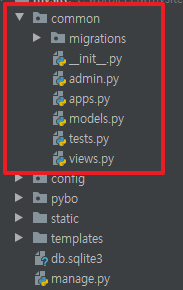 common
migrations
__init__.py
admin.py
apps.py
models.py
tests.py
views.py
config
pybo
static
templates
db.sqlite3
manage.py